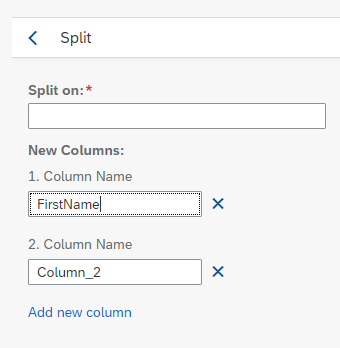 Split
Split on:*
New Columns:
1. Column Name
FirstName
2. Column Name
Column_2
Add new column